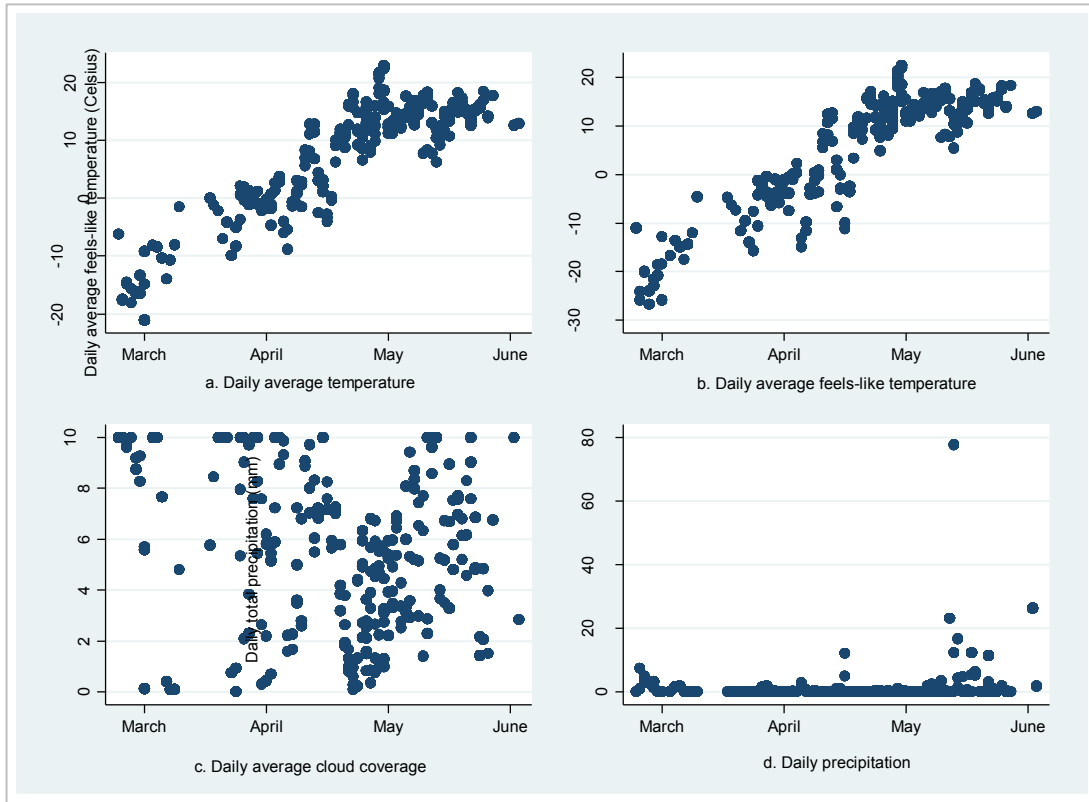 Daily average feels-like temperature (Celsius)
20
10
0
-10
-20
March April May June
a. Daily average temperature
20
10
0
-10
-20
-30
March April May June
b. Daily average feels-like temperature
Daily total precipitation (mm)
10
8
6
4
2
0
March April May June
c. Daily average cloud coverage
80
60
40
20
0
March April May June
d. Daily precipitation